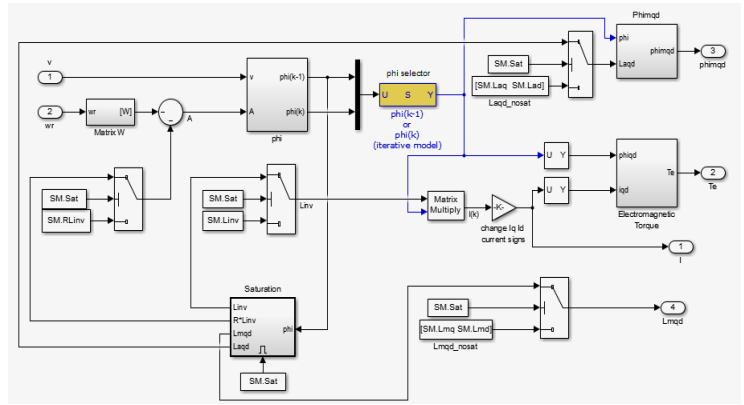 Phimqd
phi
Laqd
phimqd
3
phimqd
SM.Sat
[SM.Laq SM.Lad]
Laqd_nosat
v
1
v
A
phi(k-1)
phi(k)
phi
phi selector
U S Y
phi(k-1)
or
phi(k)
(iterative model)
2
wr
wr
[W]
Matrix W
A
SM.Sat
SM.RLinv
SM.Sat
SM.Linv
Linv
Matrix
Multiply
I(k)
-K-
change Iq Id
current signs
U Y
U Y
phiqd
iqd
Te
Electromagnetic
Torque
2
Te
1
I
Saturation
Linv
R*Linv
Lmqd
Laqd
phi
SM.Sat
SM.Sat
[SM.Lmq SM.Lmd]
Lmqd_nosat
4
Lmqd